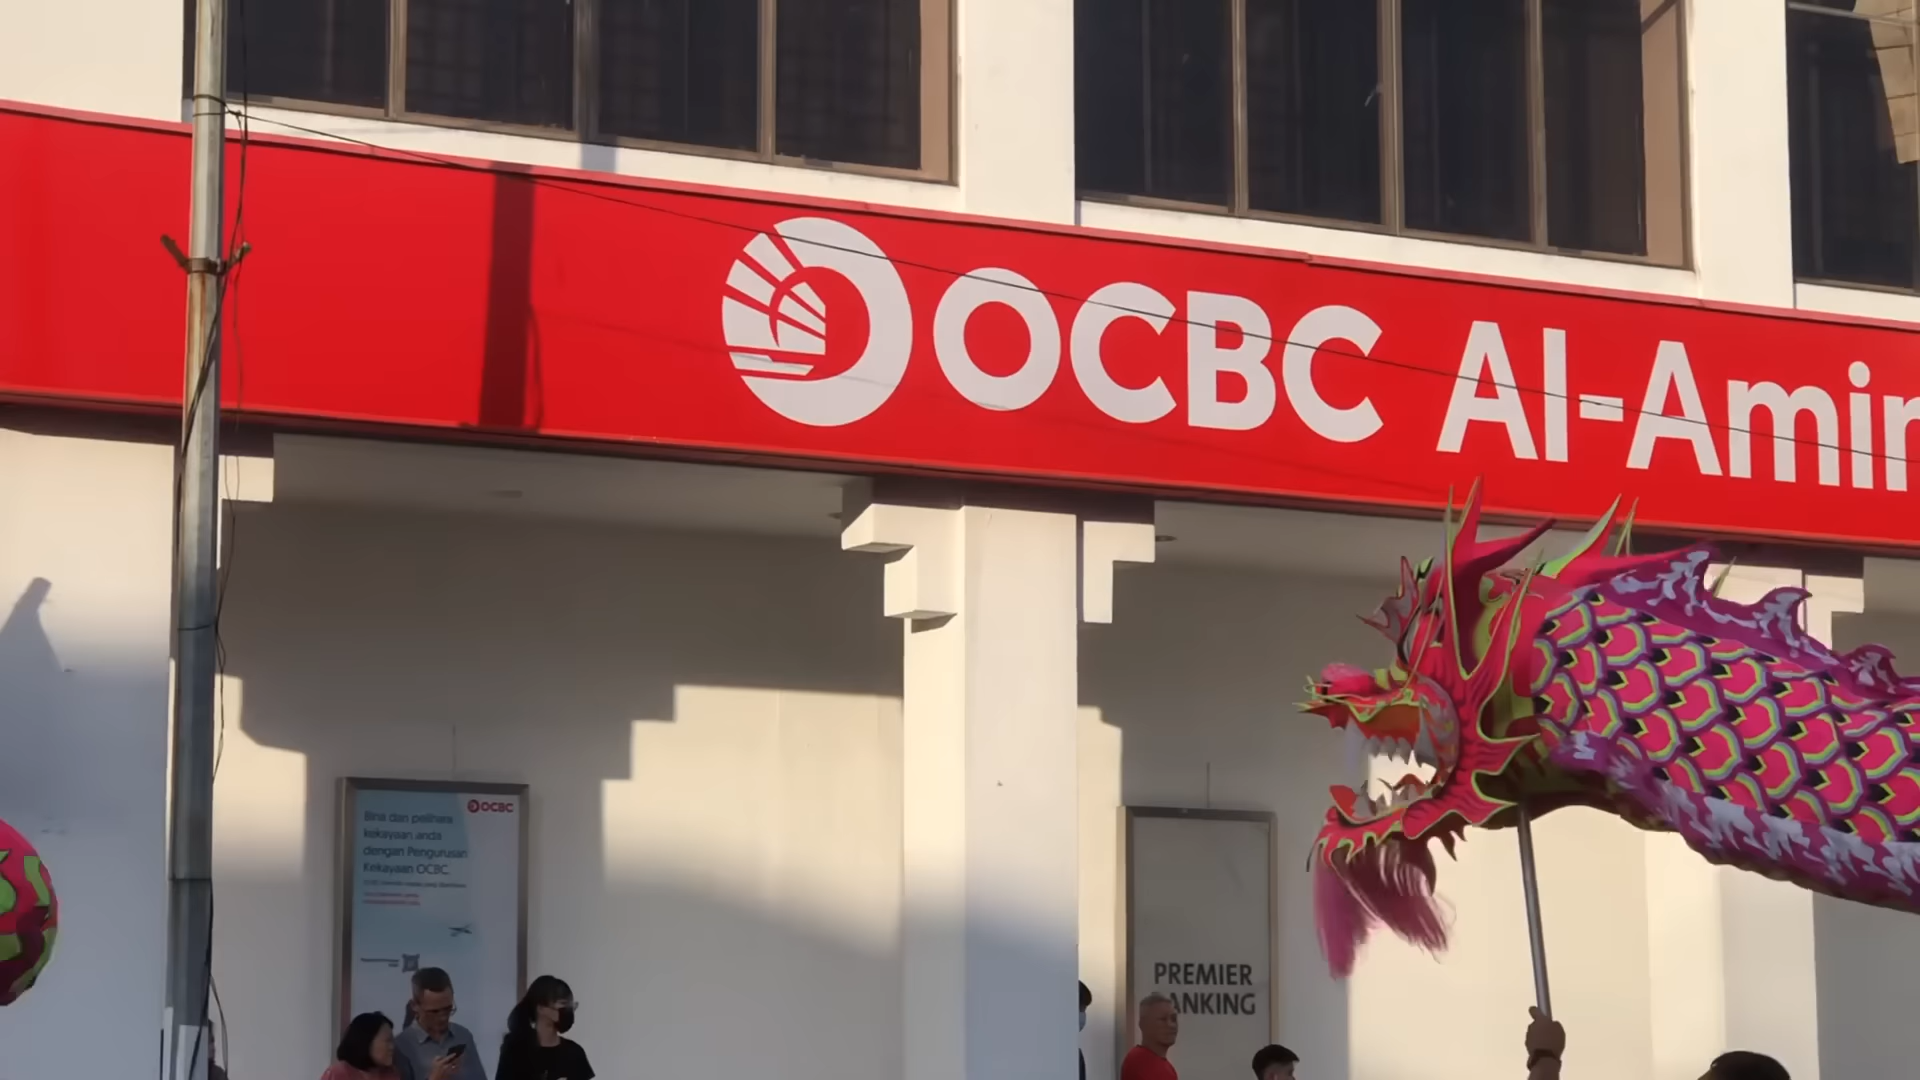 OCBC Al-Amin
OCBC
Bina dan pelihara
kekayaan anda
dengan Pengurusan
Kekayaan OCBC.
PREMIER
BANKING